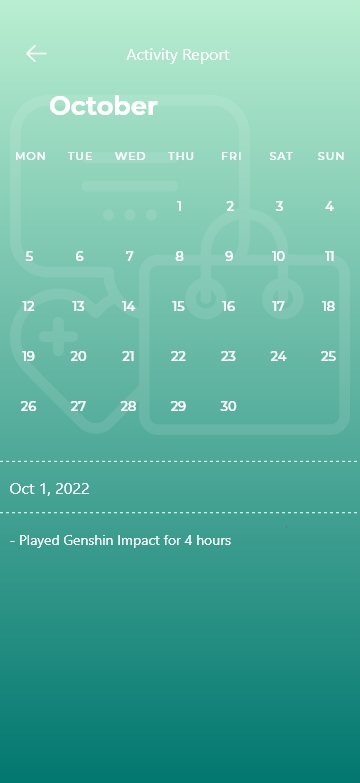 Activity Report
October
MON TUE WED THU FRI SAT SUN
1 2 3 4
5 6 7 8 9 10 11
12 13 14 15 16 17 18
19 20 21 22 23 24 25
26 27 28 29 30
Oct 1, 2022
- Played Genshin Impact for 4 hours